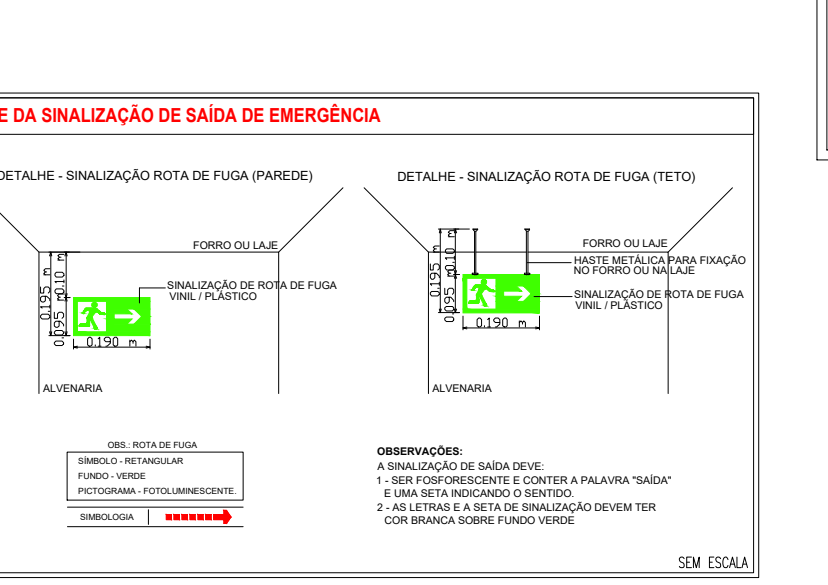 E DA SINALIZAÇÃO DE SAÍDA DE EMERGÊNCIA
DETALHE - SINALIZAÇÃO ROTA DE FUGA (PAREDE)
FORRO OU LAJE
0.195 m
0.10 m
0.095 m
SINALIZAÇÃO DE ROTA DE FUGA
VINIL / PLÁSTICO
0.190 m
ALVENARIA
DETALHE - SINALIZAÇÃO ROTA DE FUGA (TETO)
FORRO OU LAJE
HASTE METÁLICA PARA FIXAÇÃO
NO FORRO OU NA LAJE
0.195 m
0.10 m
0.095 m
SINALIZAÇÃO DE ROTA DE FUGA
VINIL / PLÁSTICO
0.190 m
ALVENARIA
OBS.: ROTA DE FUGA
SÍMBOLO - RETANGULAR
FUNDO - VERDE
PICTOGRAMA - FOTOLUMINESCENTE.
SIMBOLOGIA
OBSERVAÇÕES:
A SINALIZAÇÃO DE SAÍDA DEVE:
1 - SER FOSFORESCENTE E CONTER A PALAVRA "SAÍDA"
E UMA SETA INDICANDO O SENTIDO.
2 - AS LETRAS E A SETA DE SINALIZAÇÃO DEVEM TER
COR BRANCA SOBRE FUNDO VERDE
SEM ESCALA